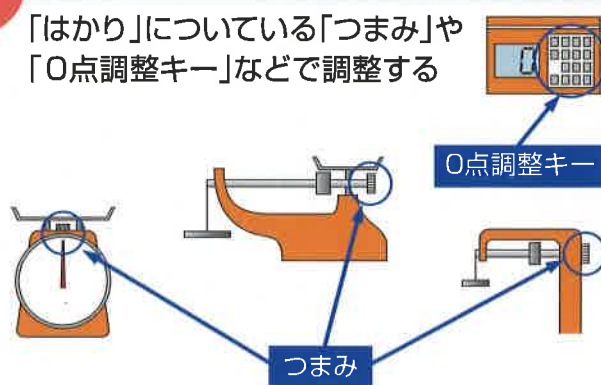 「はかり」についている「つまみ」や
「０点調整キー」などで調整する
0
０点調整キー
つまみ